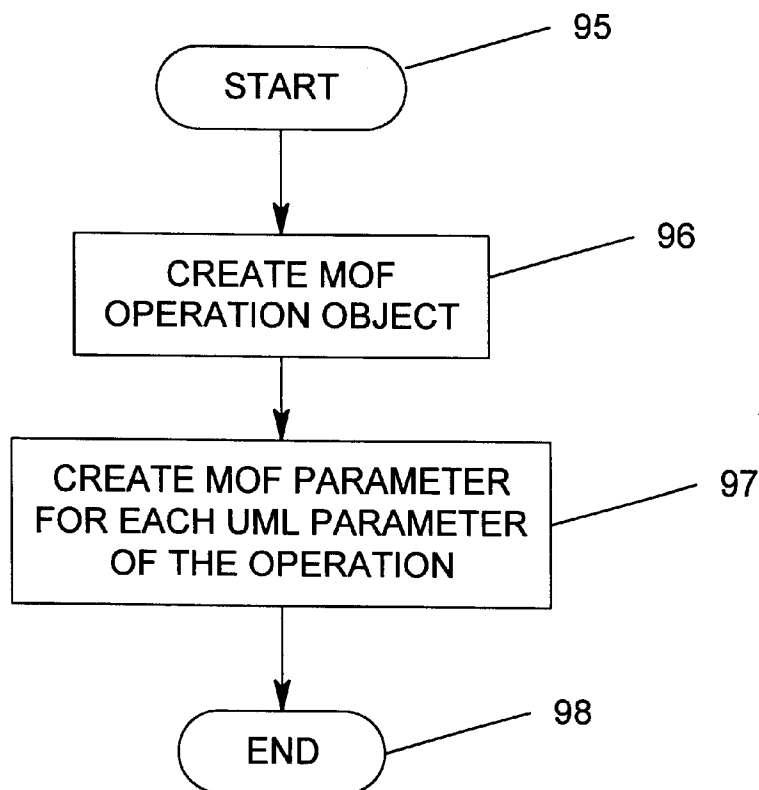 95
START
96
CREATE MOF
OPERATION OBJECT
CREATE MOF PARAMETER
FOR EACH UML PARAMETER
OF THE OPERATION
97
98
END